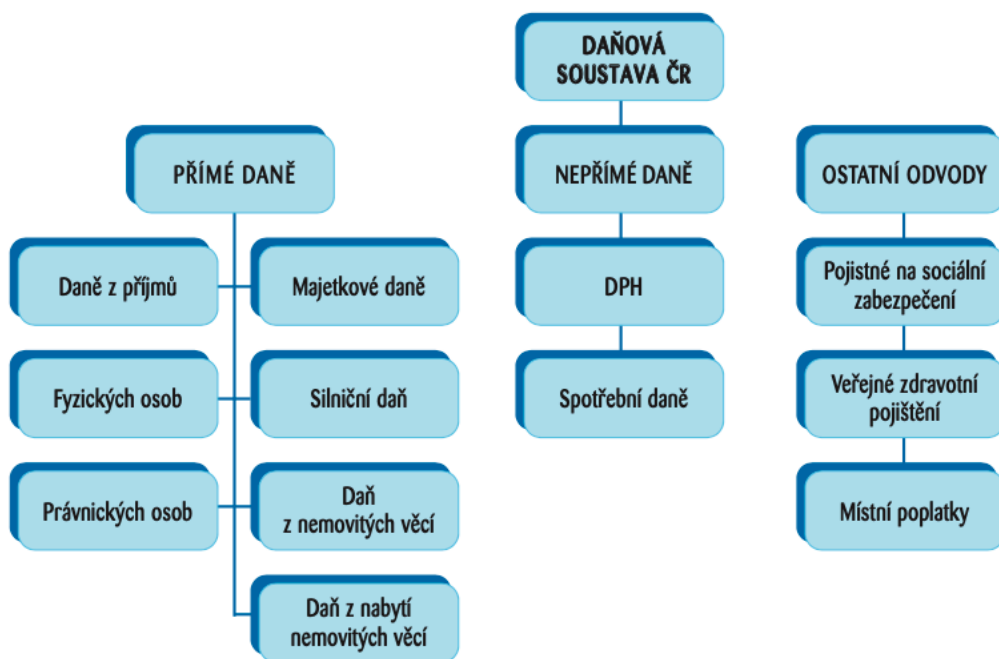 DAŇOVÁ
SOUSTAVA ČR
PŘÍMÉ DANĚ
NEPŘÍMÉ DANĚ
OSTATNÍ ODVODY
Daně z příjmů
Majetkové daně
DPH
Pojistné na sociální
zabezpečení
Fyzických osob
Silniční daň
Spotřební daně
Veřejné zdravotní
pojištění
Právnických osob
Daň
z nemovitých věcí
Místní poplatky
Daň z nabytí
nemovitých věcí